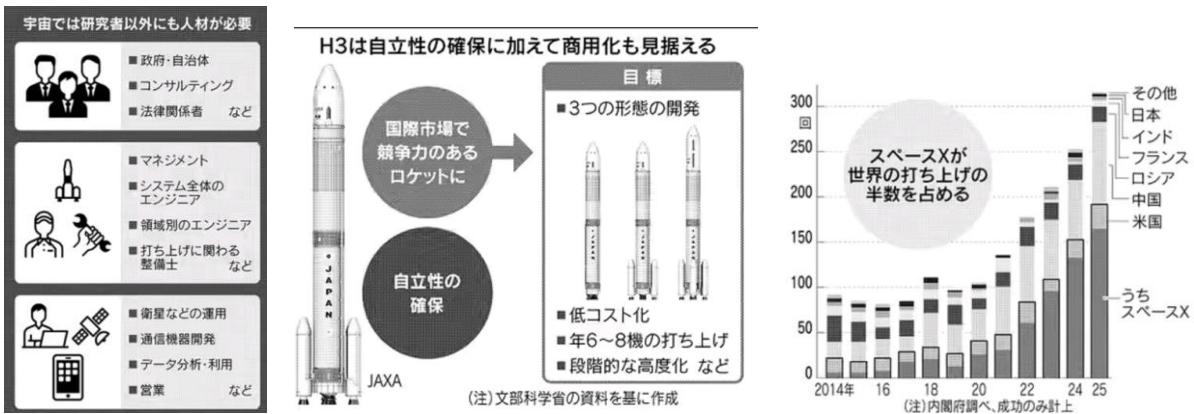 宇宙では研究者以外にも人材が必要
■政府・自治体
■コンサルティング
■法律関係者 など
■マネジメント
■システム全体の
エンジニア
■領域別のエンジニア
■打ち上げに関わる
整備士 など
■衛星などの運用
■通信機器開発
■データ分析・利用
■営業 など
H3は自立性の確保に加えて商用化も見据える
国際市場で
競争力のある
ロケットに
自立性の
確保
JAPAN
JAXA
目標
■3つの形態の開発
JAPAN
JAPAN
JAPAN
■低コスト化
■年6〜8機の打ち上げ
■段階的な高度化 など
(注)文部科学省の資料を基に作成
スペースXが
世界の打ち上げの
半数を占める
300
回
250
200
150
100
50
0
2014年 16 18 20 22 24 25
その他
日本
インド
フランス
ロシア
中国
米国
うち
スペースX
(注)内閣府調べ、成功のみ計上